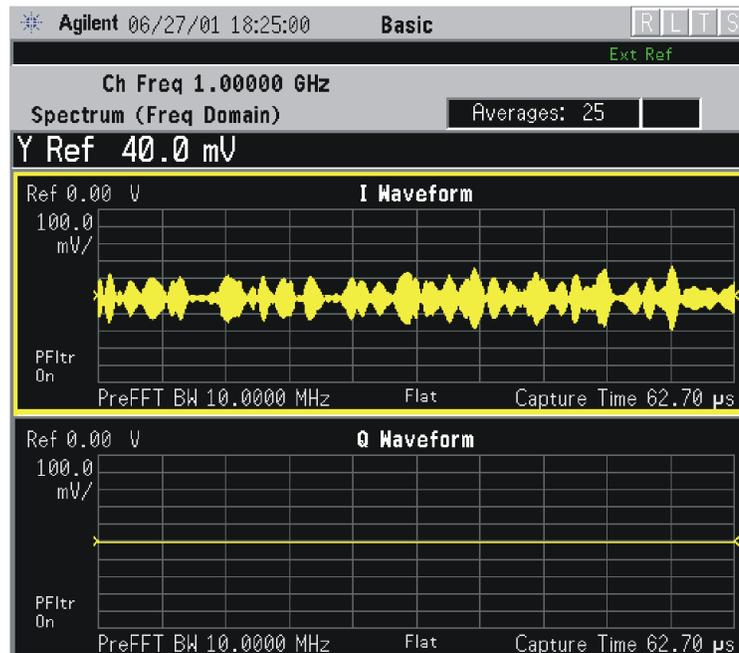 Agilent 06/27/01 18:25:00 Basic R L T S
Ext Ref
Ch Freq 1.00000 GHz
Spectrum (Freq Domain) Averages: 25
Y Ref 40.0 mV
Ref 0.00 V I Waveform
100.0
mV/
PFltr
On
PreFFT BW 10.0000 MHz Flat Capture Time 62.70 µs
Ref 0.00 V Q Waveform
100.0
mV/
PFltr
On
PreFFT BW 10.0000 MHz Flat Capture Time 62.70 µs